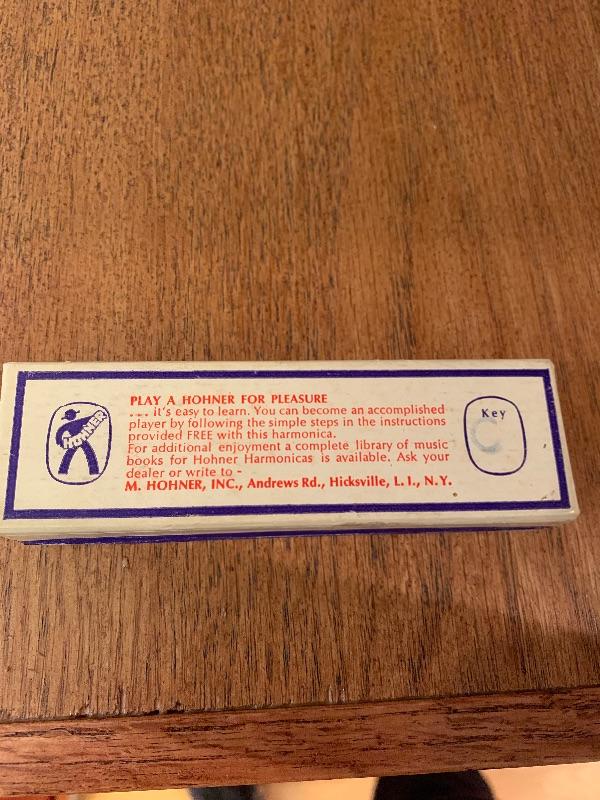 PLAY A HOHNER FOR PLEASURE
... it's easy to learn. You can become an accomplished
player by following the simple steps in the instructions
provided FREE with this harmonica.
For additional enjoyment a complete library of music
books for Hohner Harmonicas is available. Ask your
dealer or write to -
M. HOHNER, INC., Andrews Rd., Hicksville, L. I., N.Y.
HOHNER
Key
C